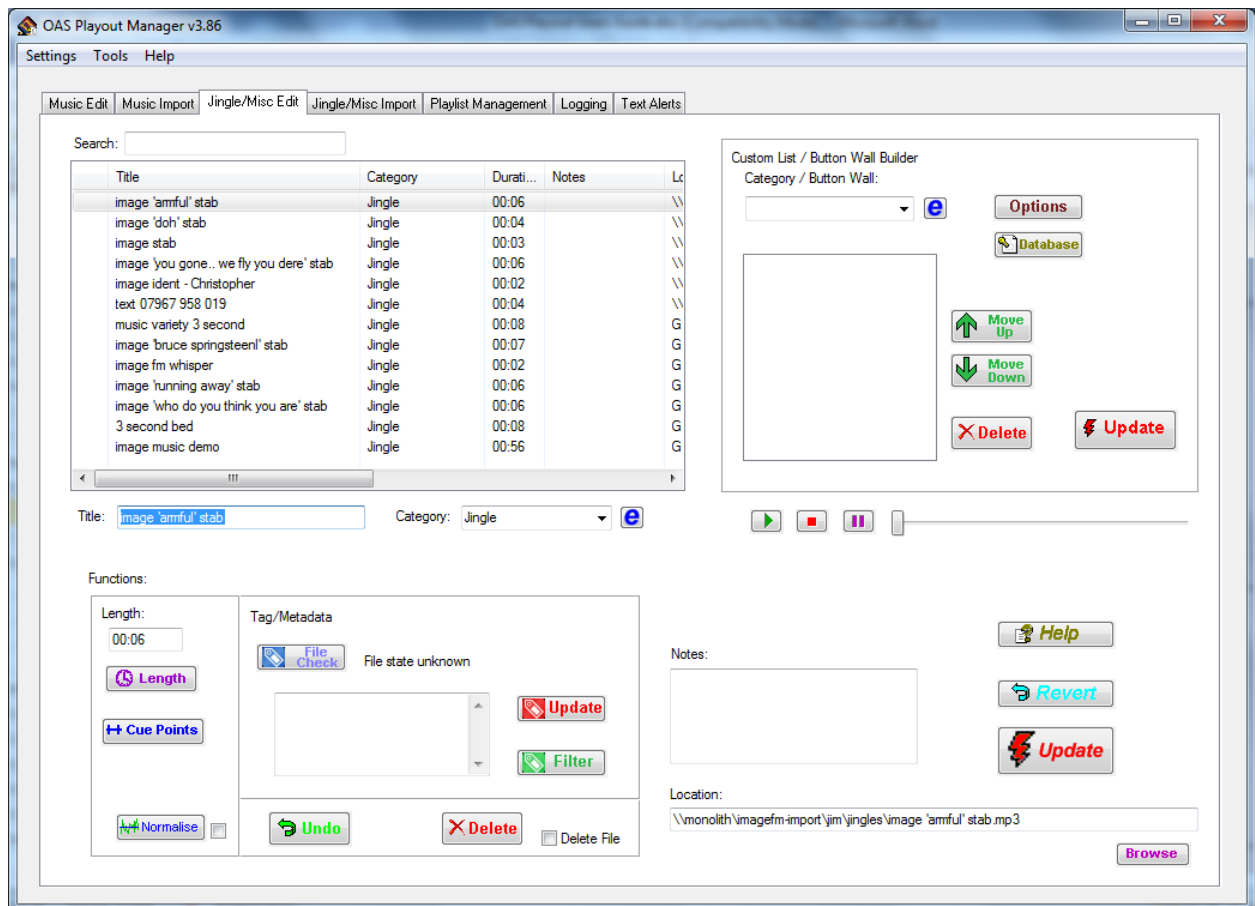 OAS Playout Manager v3.86
Settings Tools Help
Music Edit Music Import Jingle/Misc Edit Jingle/Misc Import Playlist Management Logging Text Alerts
Search:
Title Category Durati... Notes Lc
image 'armful' stab Jingle 00:06 \\
image 'doh' stab Jingle 00:04 \\
image stab Jingle 00:03 \\
image 'you gone.. we fly you dere' stab Jingle 00:06 \\
image ident - Christopher Jingle 00:02 \\
text 07967 958 019 Jingle 00:04 \\
music variety 3 second Jingle 00:08 G
image 'bruce springsteenl' stab Jingle 00:07 G
image fm whisper Jingle 00:02 G
image 'running away' stab Jingle 00:06 G
image 'who do you think you are' stab Jingle 00:06 G
3 second bed Jingle 00:08 G
image music demo Jingle 00:56 G
Custom List / Button Wall Builder
Category / Button Wall:
e Options
Database
Move Up
Move Down
Delete Update
Title: image 'armful' stab Category: Jingle e
Functions:
Length:
00:06
Length
Cue Points
Normalise
Tag/Metadata
File Check File state unknown
Update
Filter
Undo Delete Delete File
Notes:
Help
Revert
Update
Location:
\\monolith\imagefm-import\jim\jingles\image 'armful' stab.mp3
Browse